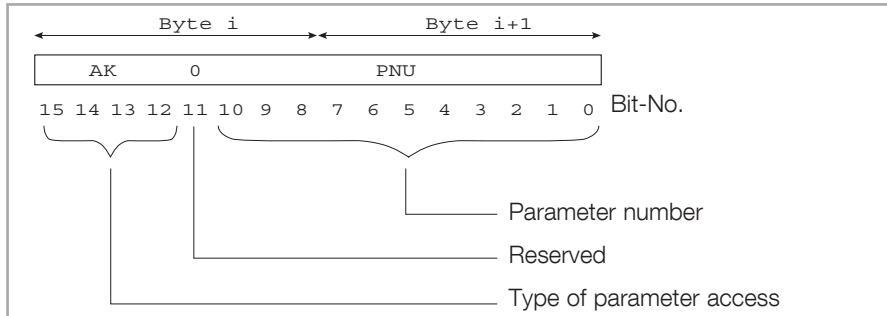 Byte i Byte i+1
AK 0 PNU
15 14 13 12 11 10 9 8 7 6 5 4 3 2 1 0 Bit-No.
Parameter number
Reserved
Type of parameter access